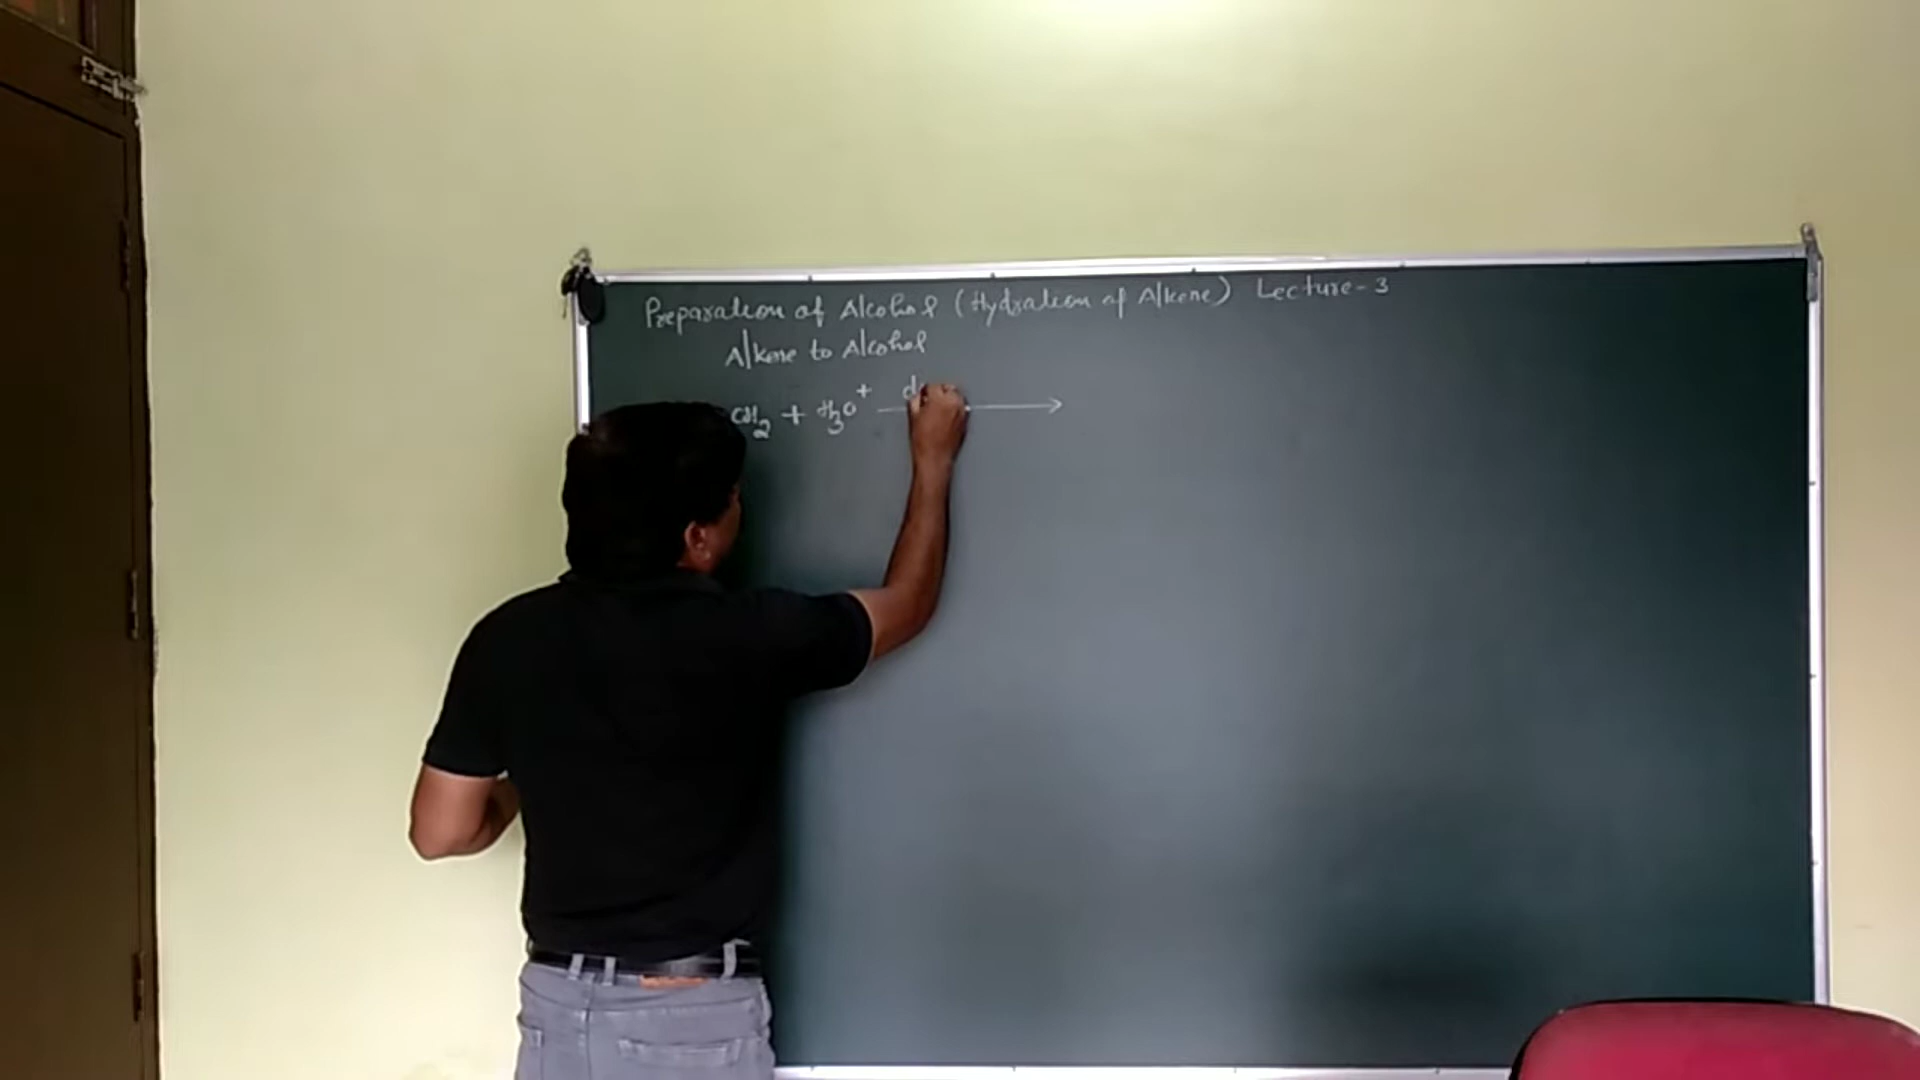 Preparation of Alcohol (Hydration of Alkene) Lecture-3
Alkene to Alcohol
CH₂ + H₃O⁺ →